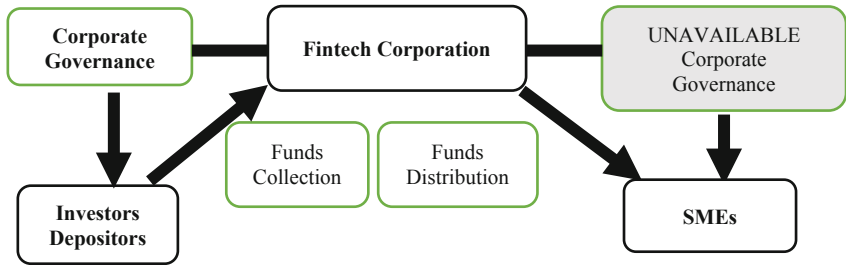 Corporate
Governance
Fintech Corporation
UNAVAILABLE
Corporate
Governance
Funds
Collection
Funds
Distribution
Investors
Depositors
SMEs